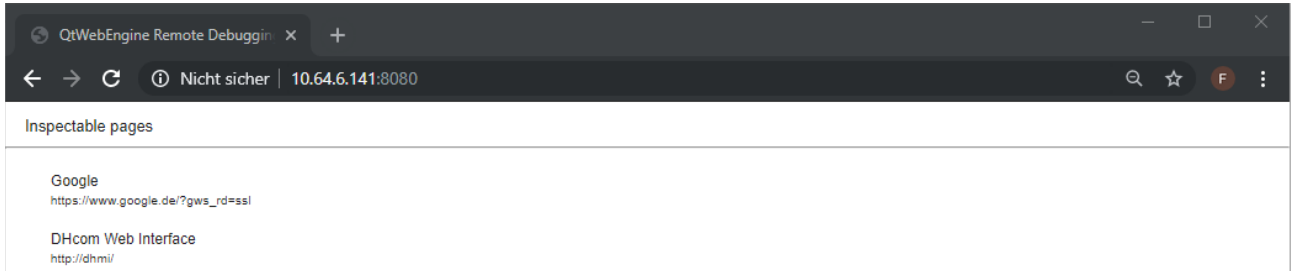 QtWebEngine Remote Debuggin
Nicht sicher | 10.64.6.141:8080
F
Inspectable pages
Google
https://www.google.de/?gws_rd=ssl
DHcom Web Interface
http://dhmi/